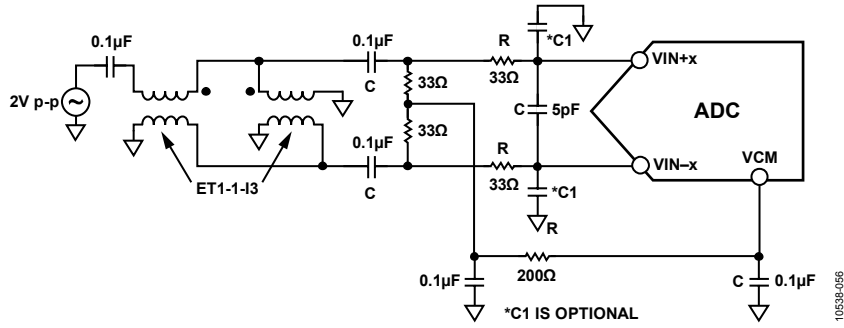 0.1µF
2V p-p
ET1-1-I3
0.1µF
C
0.1µF
C
33Ω
33Ω
R
33Ω
R
33Ω
*C1
C
5pF
*C1
R
VIN+x
ADC
VIN–x
VCM
0.1µF
200Ω
C
0.1µF
*C1 IS OPTIONAL
10538-056